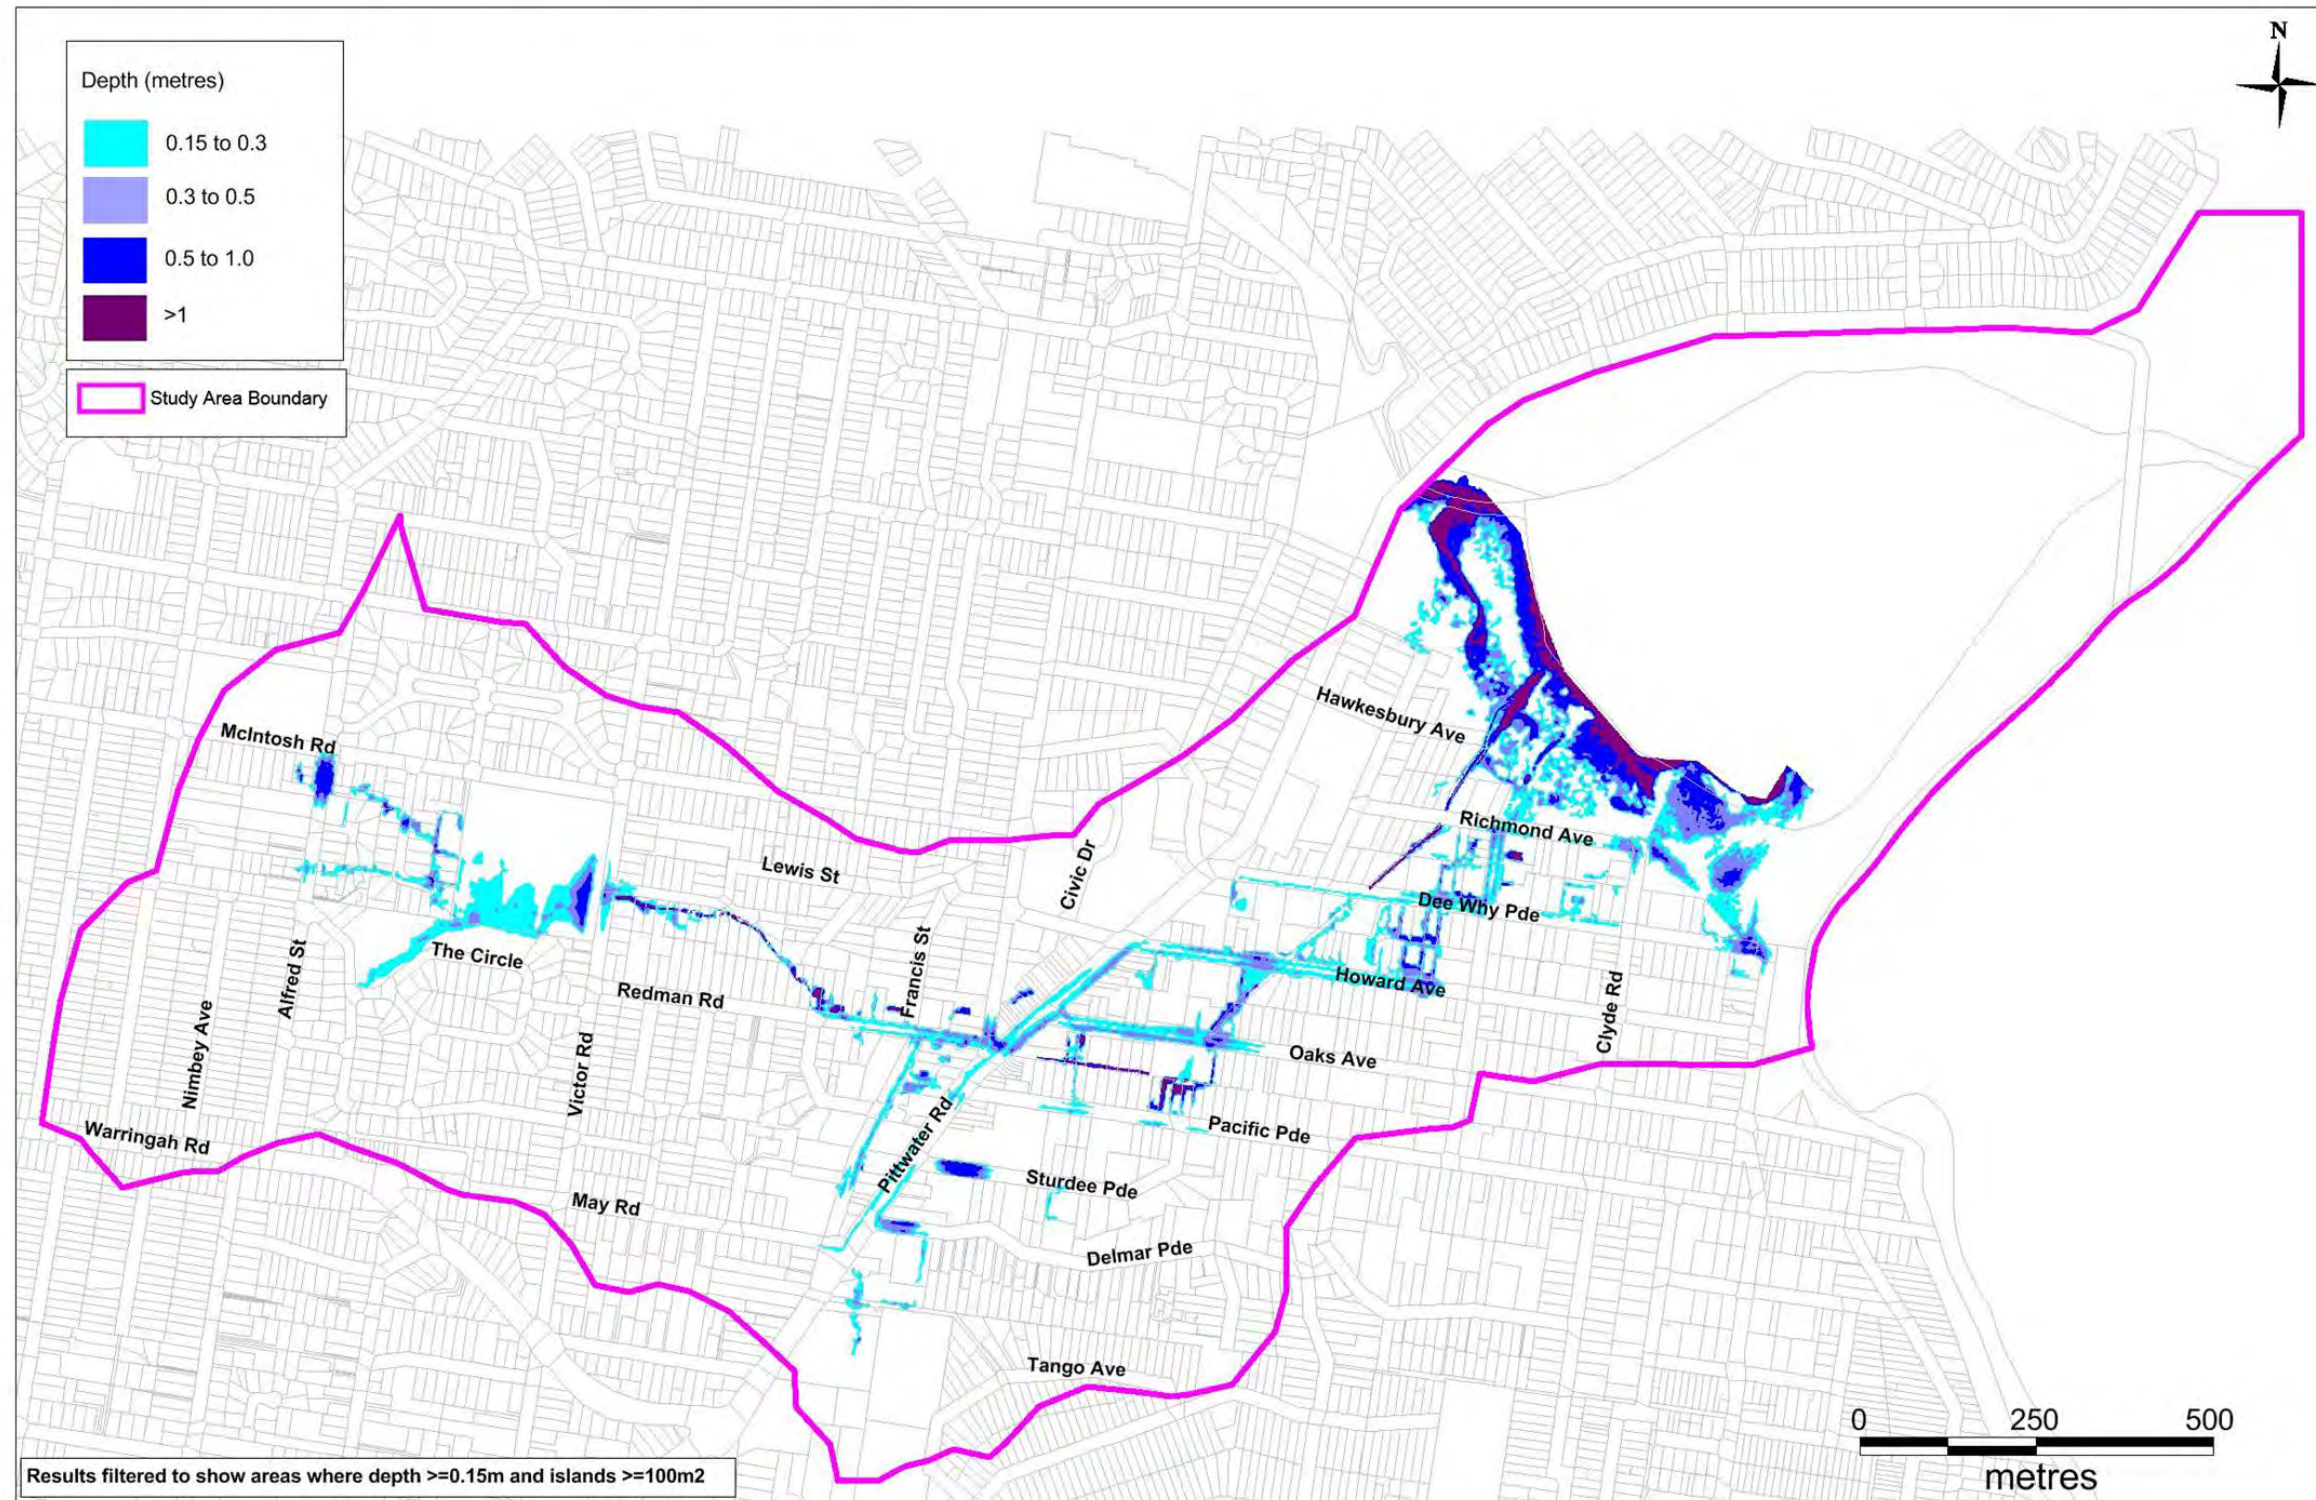 N
Depth (metres)
0.15 to 0.3
0.3 to 0.5
0.5 to 1.0
>1
Study Area Boundary
McIntosh Rd
Hawkesbury Ave
Richmond Ave
Lewis St
Civic Dr
Dee Why Pde
The Circle
Alfred St
Francis St
Redman Rd
Howard Ave
Clyde Rd
Nimbey Ave
Victor Rd
Oaks Ave
Warringah Rd
Pittwater Rd
Pacific Pde
May Rd
Sturdee Pde
Delmar Pde
Tango Ave
0 250 500
metres
Results filtered to show areas where depth >=0.15m and islands >=100m2